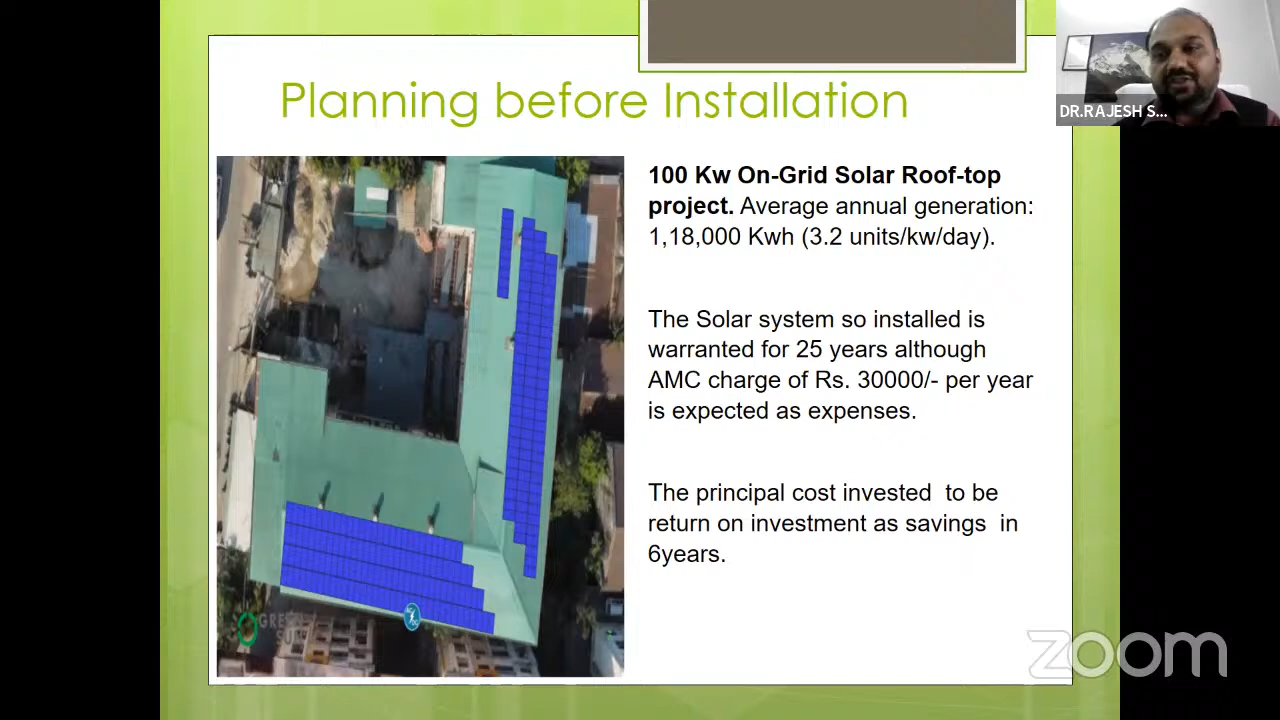 Planning before Installation
DR.RAJESH S...
100 Kw On-Grid Solar Roof-top
project. Average annual generation:
1,18,000 Kwh (3.2 units/kw/day).
The Solar system so installed is
warranted for 25 years although
AMC charge of Rs. 30000/- per year
is expected as expenses.
The principal cost invested  to be
return on investment as savings  in
6years.
AC
DC
zoom